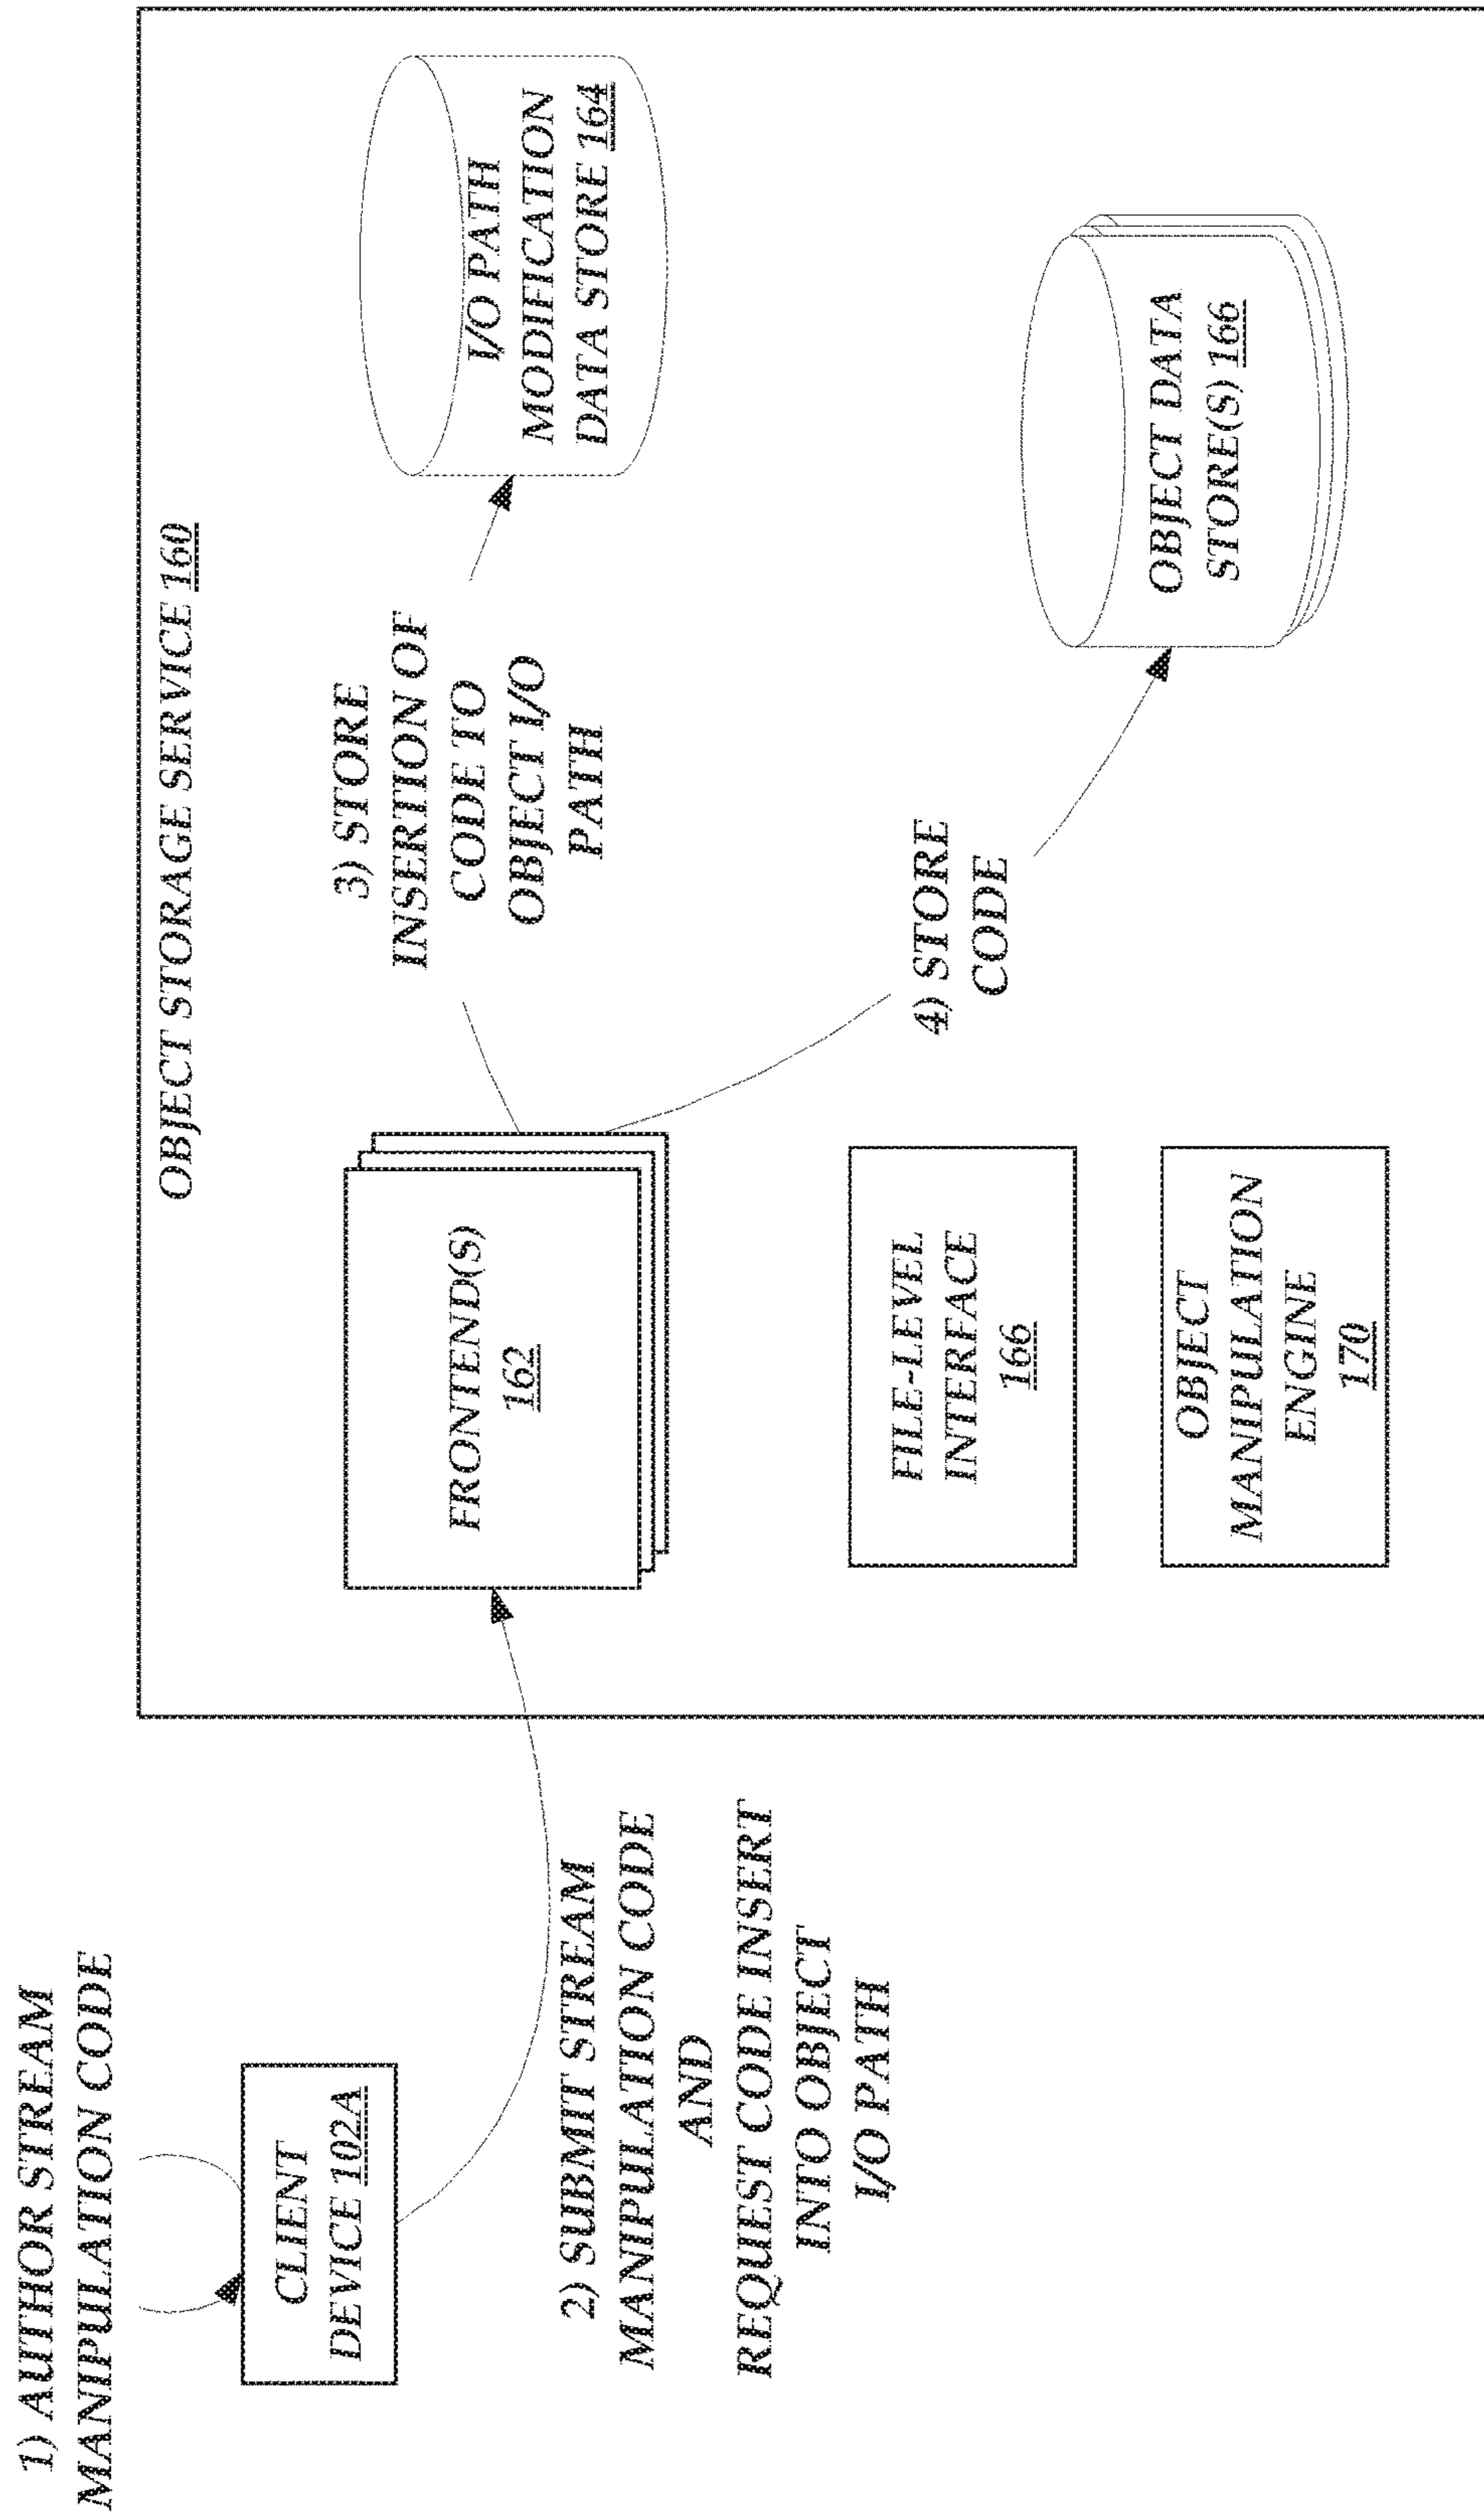 1) AUTHOR STREAM
MANIPULATION CODE
CLIENT
DEVICE 102A
2) SUBMIT STREAM
MANIPULATION CODE
AND
REQUEST CODE INSERT
INTO OBJECT
I/O PATH
OBJECT STORAGE SERVICE 160
FRONTEND(S)
162
3) STORE
INSERTION OF
CODE TO
OBJECT I/O
PATH
I/O PATH
MODIFICATION
DATA STORE 164
4) STORE
CODE
OBJECT DATA
STORE(S) 166
FILE-LEVEL
INTERFACE
166
OBJECT
MANIPULATION
ENGINE
170